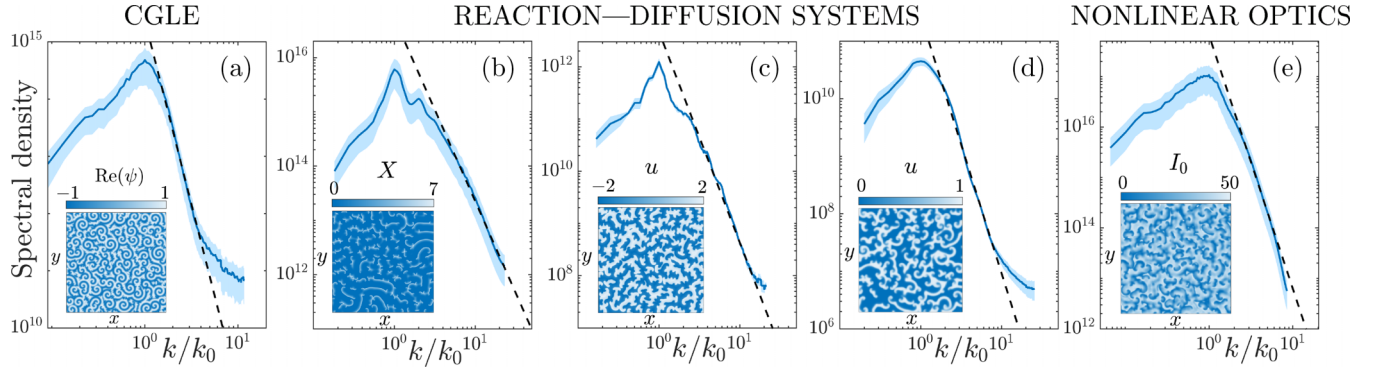 CGLE
REACTION—DIFFUSION SYSTEMS
NONLINEAR OPTICS
Spectral density
10^15
10^10
(a)
Re(ψ)
−1 1
y
x
10^0 10^1
k/k_0
10^16
10^14
10^12
(b)
X
0 7
y
x
10^0 10^1
k/k_0
10^12
10^10
10^8
(c)
u
−2 2
y
x
10^0 10^1
k/k_0
10^10
10^8
10^6
(d)
u
0 1
y
x
10^0 10^1
k/k_0
10^16
10^14
10^12
(e)
I_0
0 50
y
x
10^0 10^1
k/k_0